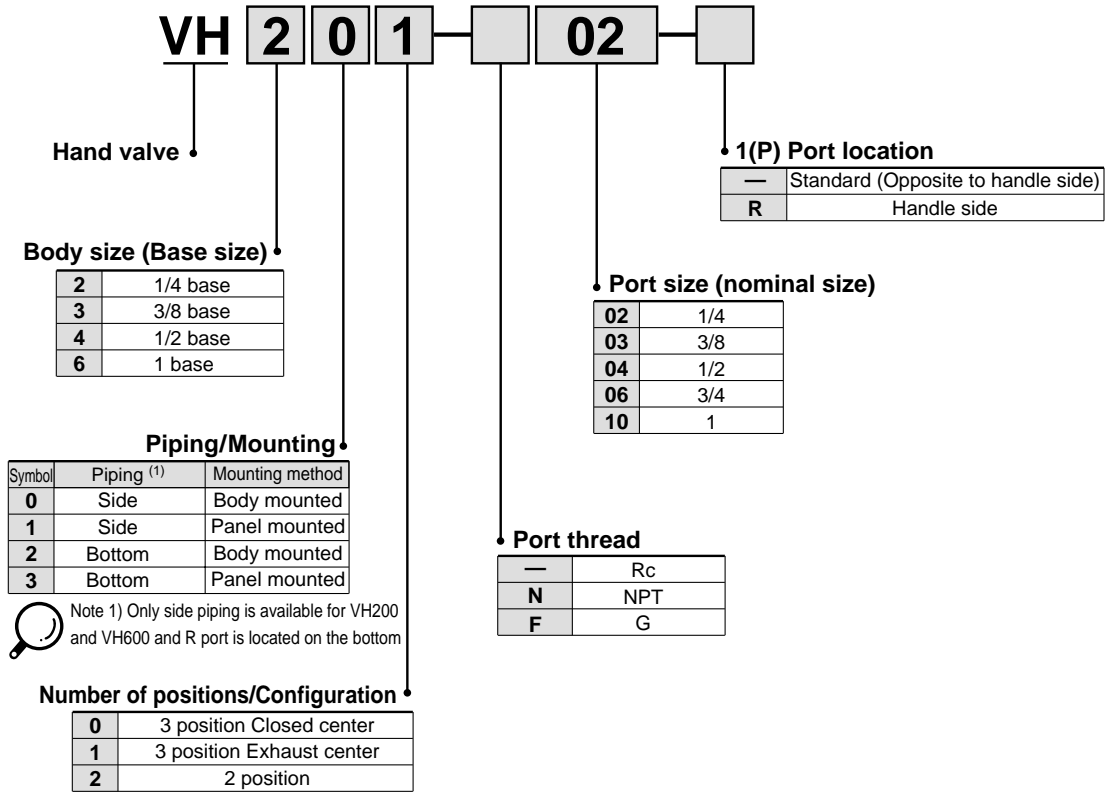 VH 2 0 1 — 02 —
Hand valve
1(P) Port location
— Standard (Opposite to handle side)
R Handle side
Body size (Base size)
2 1/4 base
3 3/8 base
4 1/2 base
6 1 base
Port size (nominal size)
02 1/4
03 3/8
04 1/2
06 3/4
10 1
Piping/Mounting
Symbol Piping (1) Mounting method
0 Side Body mounted
1 Side Panel mounted
2 Bottom Body mounted
3 Bottom Panel mounted
Note 1) Only side piping is available for VH200
and VH600 and R port is located on the bottom
Port thread
— Rc
N NPT
F G
Number of positions/Configuration
0 3 position Closed center
1 3 position Exhaust center
2 2 position